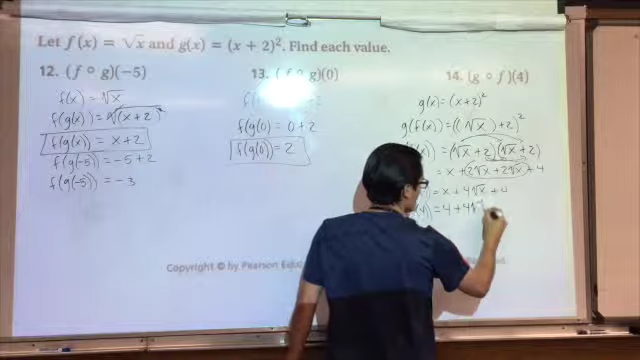 Let f(x) = √x and g(x) = (x + 2)². Find each value.
12. (f ∘ g)(−5)
f(x) = √x
f(g(x)) = √(x + 2)²
f(g(x)) = x + 2
f(g(-5)) = -5 + 2
f(g(-5)) = -3
13. (f ∘ g)(0)
f(g(0)) = 0 + 2
f(g(0)) = 2
14. (g ∘ f)(4)
g(x) = (x + 2)²
g(f(x)) = ((√x) + 2)²
= (√x + 2)(√x + 2)
= x + 2√x + 2√x + 4
= x + 4√x + 4
= 4 + 4√
Copyright © by Pearson